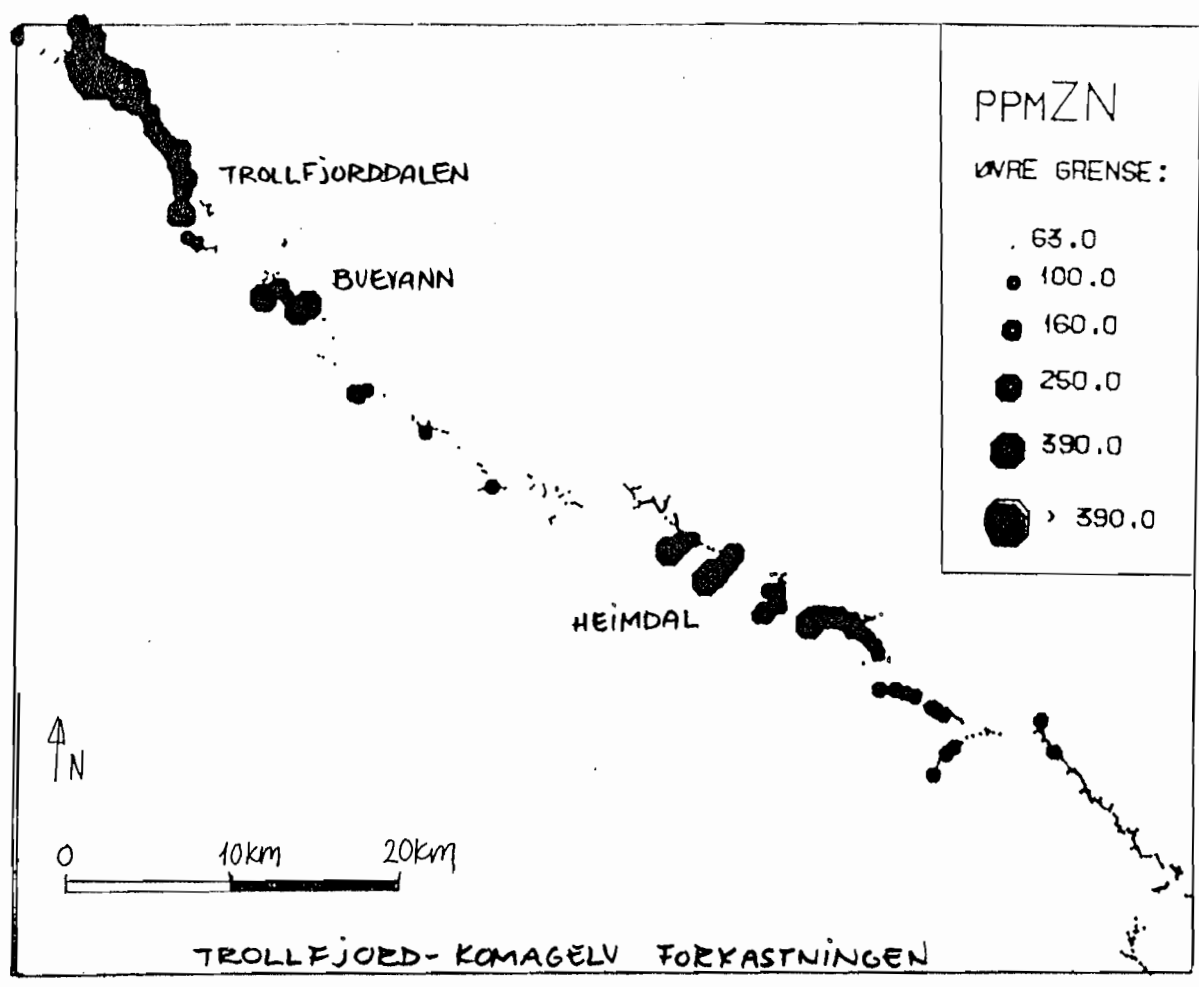 PPMZN
ØVRE GRENSE:
63.0
100.0
160.0
250.0
390.0
> 390.0
TROLLFJORDDALEN
BUEVANN
HEIMDAL
N
0 10km 20km
TROLLFJORD-KOMAGELV FORKASTNINGEN